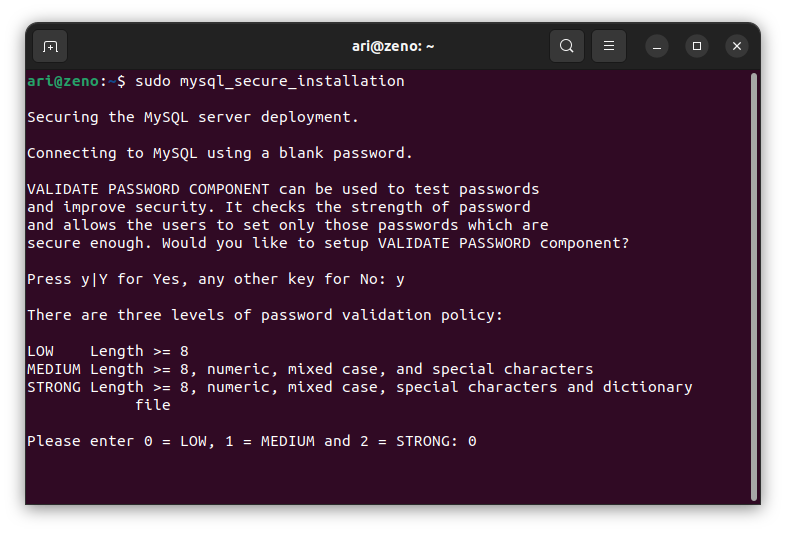 ari@zeno: ~
ari@zeno:~$ sudo mysql_secure_installation
Securing the MySQL server deployment.
Connecting to MySQL using a blank password.
VALIDATE PASSWORD COMPONENT can be used to test passwords
and improve security. It checks the strength of password
and allows the users to set only those passwords which are
secure enough. Would you like to setup VALIDATE PASSWORD component?
Press y|Y for Yes, any other key for No: y
There are three levels of password validation policy:
LOW    Length >= 8
MEDIUM Length >= 8, numeric, mixed case, and special characters
STRONG Length >= 8, numeric, mixed case, special characters and dictionary
            file
Please enter 0 = LOW, 1 = MEDIUM and 2 = STRONG: 0